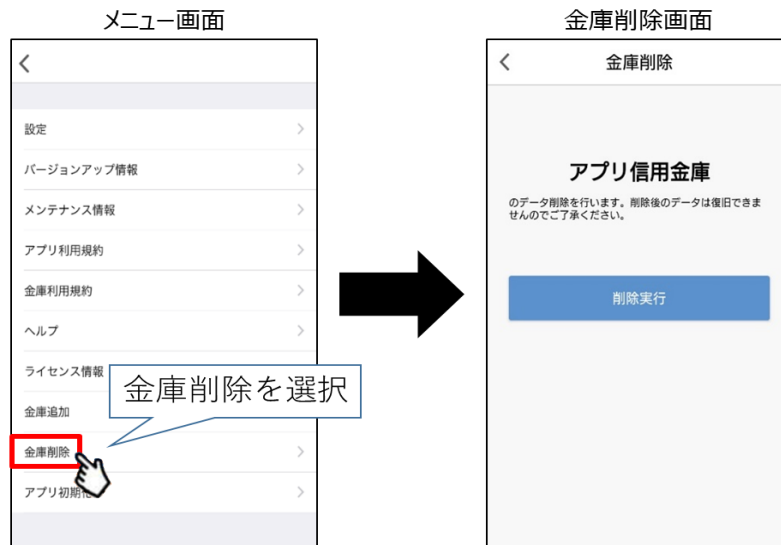 メニュー画面
設定
バージョンアップ情報
メンテナンス情報
アプリ利用規約
金庫利用規約
ヘルプ
ライセンス情報
金庫追加
金庫削除
アプリ初期
金庫削除を選択
金庫削除画面
金庫削除
アプリ信用金庫
のデータ削除を行います。削除後のデータは復旧できま
せんのでご了承ください。
削除実行